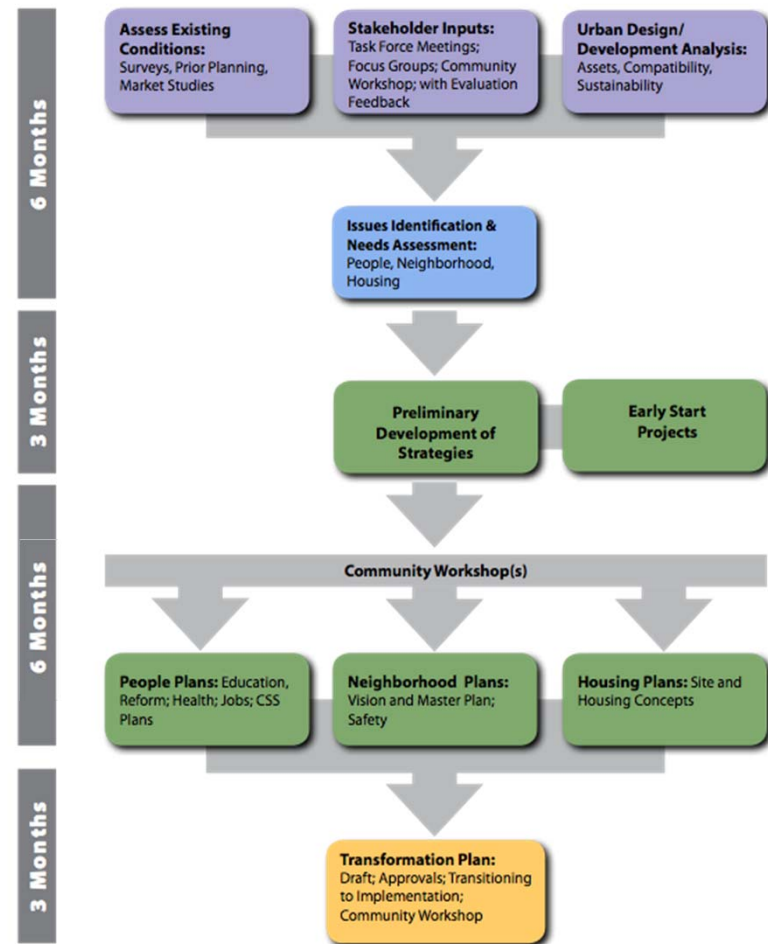 6 Months
Assess Existing
Conditions:
Surveys, Prior Planning,
Market Studies
Stakeholder Inputs:
Task Force Meetings;
Focus Groups; Community
Workshop; with Evaluation
Feedback
Urban Design/
Development Analysis:
Assets, Compatibility,
Sustainability
Issues Identification &
Needs Assessment:
People, Neighborhood,
Housing
3 Months
Preliminary
Development of
Strategies
Early Start
Projects
6 Months
Community Workshop(s)
People Plans: Education,
Reform; Health; Jobs; CSS
Plans
Neighborhood Plans:
Vision and Master Plan;
Safety
Housing Plans: Site and
Housing Concepts
3 Months
Transformation Plan:
Draft; Approvals; Transitioning
to Implementation;
Community Workshop